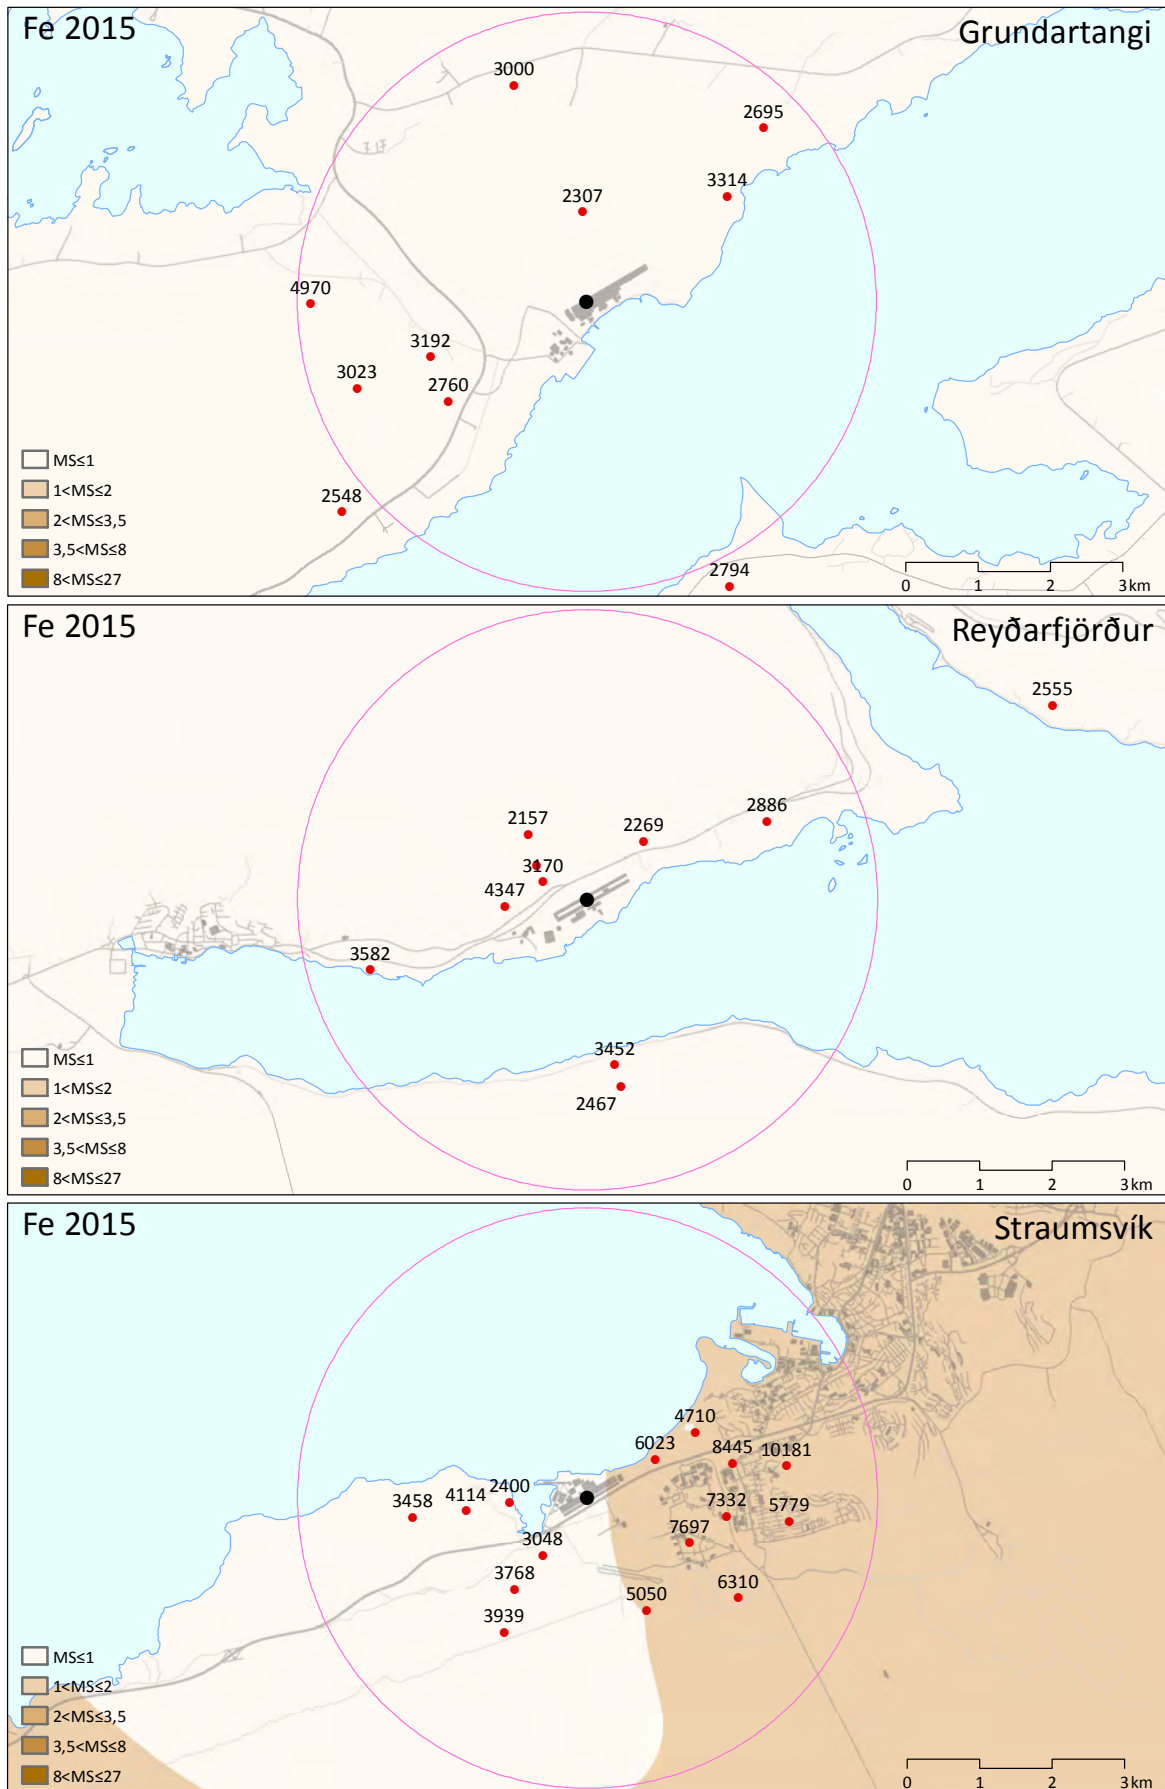 Fe 2015
Grundartangi
3000
2695
3314
2307
4970
3192
3023
2760
2548
2794
MS≤1
1<MS≤2
2<MS≤3,5
3,5<MS≤8
8<MS≤27
0 1 2 3 km
Fe 2015
Reyðarfjörður
2555
2886
2157
2269
3170
4347
3582
3452
2467
MS≤1
1<MS≤2
2<MS≤3,5
3,5<MS≤8
8<MS≤27
0 1 2 3 km
Fe 2015
Straumsvík
4710
6023
8445
10181
2400
4114
3458
7332
5779
7697
3048
3768
6310
5050
3939
MS≤1
1<MS≤2
2<MS≤3,5
3,5<MS≤8
8<MS≤27
0 1 2 3 km